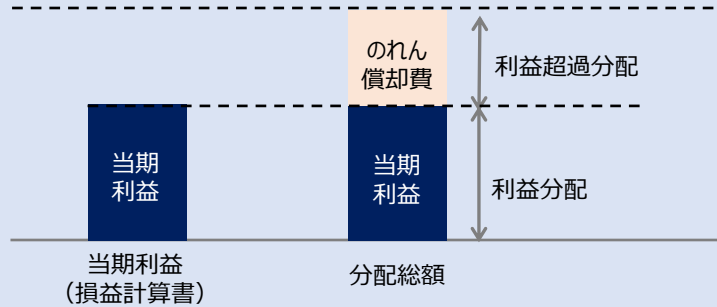 のれん
償却費
利益超過分配
当期
利益
当期
利益
利益分配
当期利益
（損益計算書）
分配総額